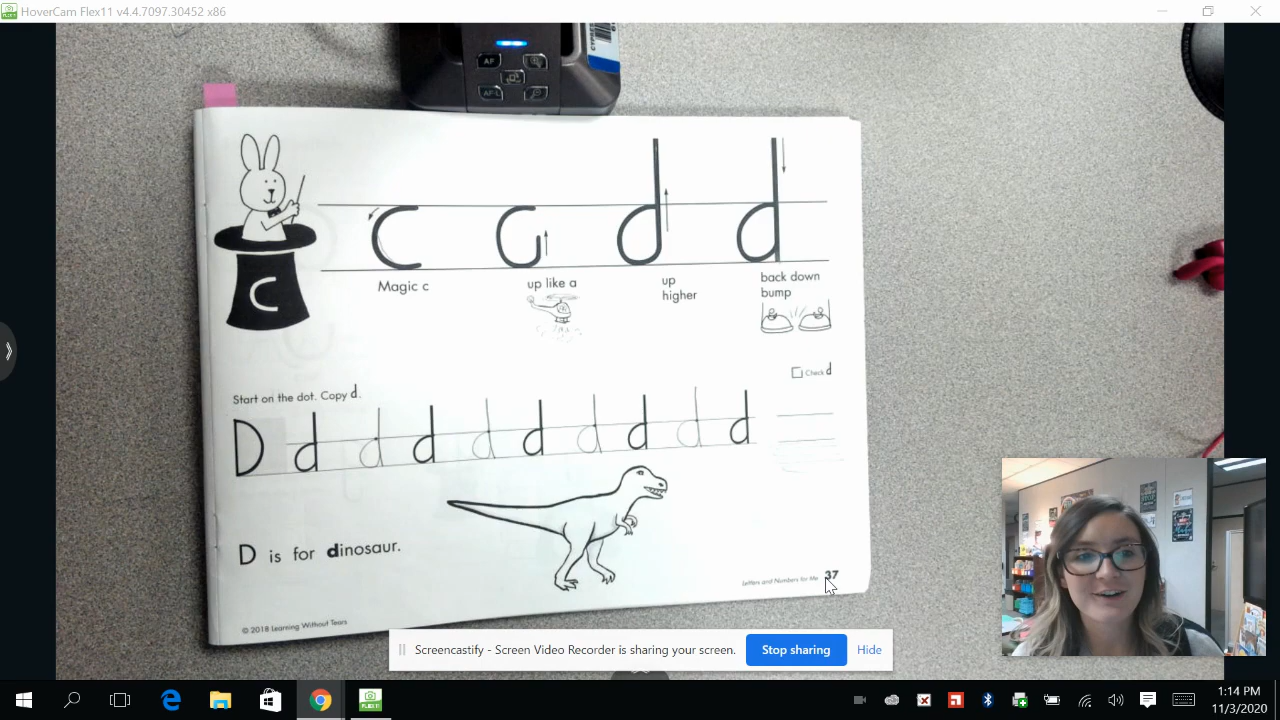 HoverCam Flex11 v4.4.7097.30452 x86
AF
AF-L
C
c c d d
Magic c
up like a
up
higher
back down
bump
Check d
Start on the dot. Copy d.
D d d d d d d d d d
D is for dinosaur.
Letters and Numbers for Me 37
© 2018 Learning Without Tears
Screencastify - Screen Video Recorder is sharing your screen.
Stop sharing
Hide
1:14 PM
11/3/2020